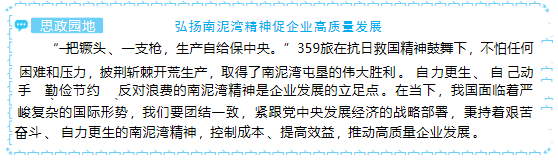 思政园地
弘扬南泥湾精神促企业高质量发展
“一把镢头、一支枪，生产自给保中央。”359旅在抗日救国精神鼓舞下，不怕任何
困难和压力，披荆斩棘开荒生产，取得了南泥湾屯垦的伟大胜利。自力更生、自己动
手、勤俭节约、反对浪费的南泥湾精神是企业发展的立足点。在当下，我国面临着严
峻复杂的国际形势，我们要团结一致，紧跟党中央发展经济的战略部署，秉持着艰苦
奋斗、自力更生的南泥湾精神，控制成本、提高效益，推动高质量企业发展。